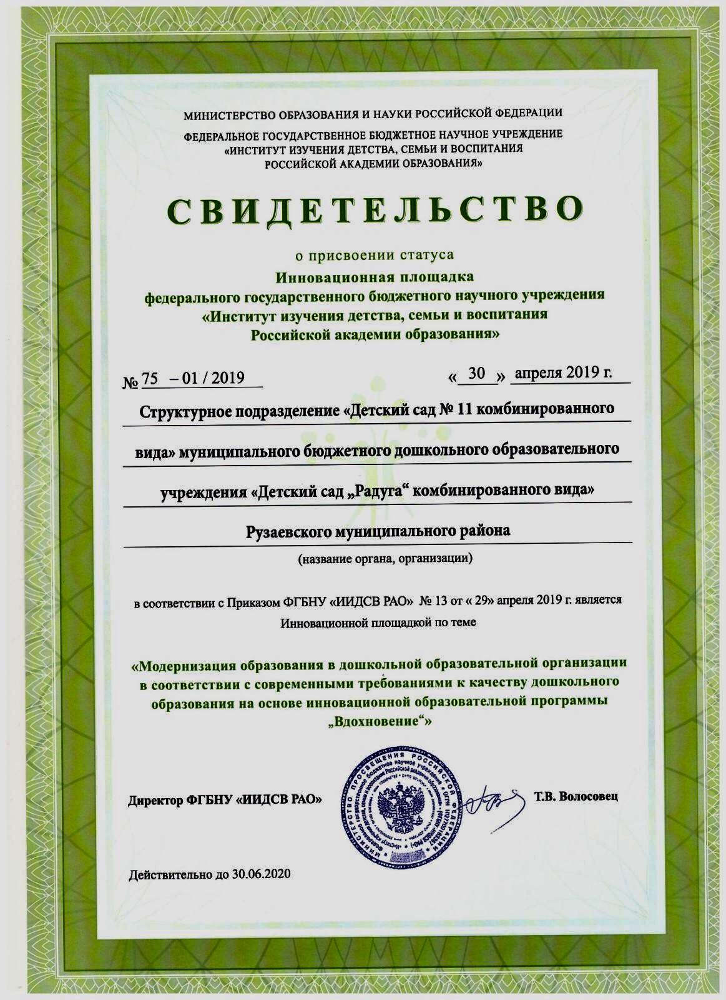 МИНИСТЕРСТВО ОБРАЗОВАНИЯ И НАУКИ РОССИЙСКОЙ ФЕДЕРАЦИИ
ФЕДЕРАЛЬНОЕ ГОСУДАРСТВЕННОЕ БЮДЖЕТНОЕ НАУЧНОЕ УЧРЕЖДЕНИЕ
«ИНСТИТУТ ИЗУЧЕНИЯ ДЕТСТВА, СЕМЬИ И ВОСПИТАНИЯ
РОССИЙСКОЙ АКАДЕМИИ ОБРАЗОВАНИЯ»
СВИДЕТЕЛЬСТВО
о присвоении статуса
Инновационная площадка
федерального государственного бюджетного научного учреждения
«Институт изучения детства, семьи и воспитания
Российской академии образования»
№ 75 – 01 / 2019 « 30 » апреля 2019 г.
Структурное подразделение «Детский сад № 11 комбинированного
вида» муниципального бюджетного дошкольного образовательного
учреждения «Детский сад „Радуга“ комбинированного вида»
Рузаевского муниципального района
(название органа, организации)
в соответствии с Приказом ФГБНУ «ИИДСВ РАО» № 13 от « 29» апреля 2019 г. является
Инновационной площадкой по теме
«Модернизация образования в дошкольной образовательной организации
в соответствии с современными требованиями к качеству дошкольного
образования на основе инновационной образовательной программы
„Вдохновение“»
Директор ФГБНУ «ИИДСВ РАО» Т.В. Волосовец
МИНИСТЕРСТВО ПРОСВЕЩЕНИЯ РОССИЙСКОЙ ФЕДЕРАЦИИ
Действительно до 30.06.2020